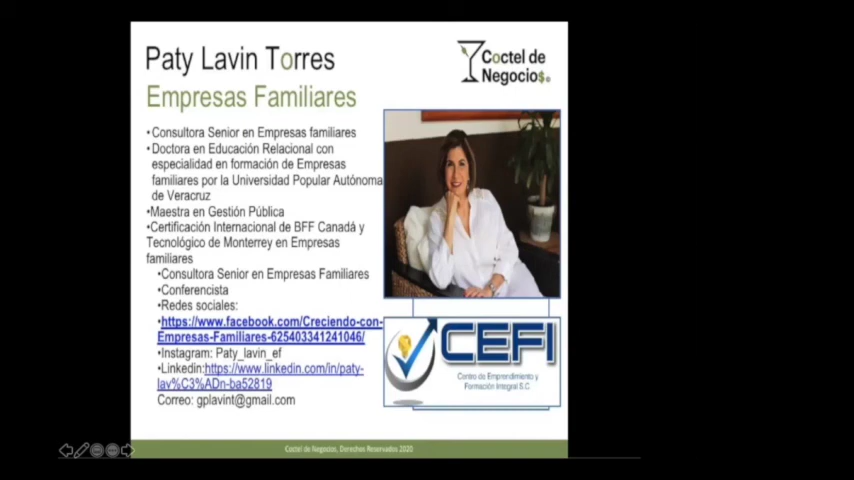 Paty Lavin Torres
Empresas Familiares
Coctel de
Negocio$.
•Consultora Senior en Empresas familiares
•Doctora en Educación Relacional con
especialidad en formación de Empresas
familiares por la Universidad Popular Autónoma
de Veracruz
•Maestra en Gestión Pública
•Certificación Internacional de BFF Canadá y
Tecnológico de Monterrey en Empresas
familiares
•Consultora Senior en Empresas Familiares
•Conferencista
•Redes sociales:
•https://www.facebook.com/Creciendo-con-
Empresas-Familiares-625403341241046/
•Instagram: Paty_lavin_ef
•Linkedin:https://www.linkedin.com/in/paty-
lav%C3%ADn-ba52819
Correo: gplavint@gmail.com
CEFI
Centro de Emprendimiento y
Formación Integral S.C
Coctel de Negocios, Derechos Reservados 2020